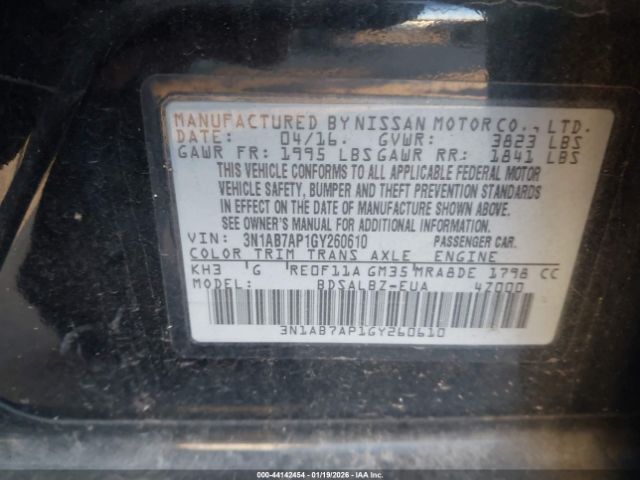 MANUFACTURED BY NISSAN MOTOR CO., LTD.
DATE: 04/16. GVWR: 3823 LBS
GAWR FR: 1995 LBS GAWR RR: 1841 LBS
THIS VEHICLE CONFORMS TO ALL APPLICABLE FEDERAL MOTOR
VEHICLE SAFETY, BUMPER AND THEFT PREVENTION STANDARDS
IN EFFECT ON THE DATE OF MANUFACTURE SHOWN ABOVE.
SEE OWNER'S MANUAL FOR ADDITIONAL INFORMATION.
VIN: 3N1AB7AP1GY260610 PASSENGER CAR.
COLOR TRIM TRANS AXLE ENGINE
KH3 G RE0F11A GM35 MRA8DE 1798 CC
MODEL: BDSALBZ-EUA 47000
3N1AB7AP1GY260610
000-44142454 | 01/19/2026 | IAAI.COM